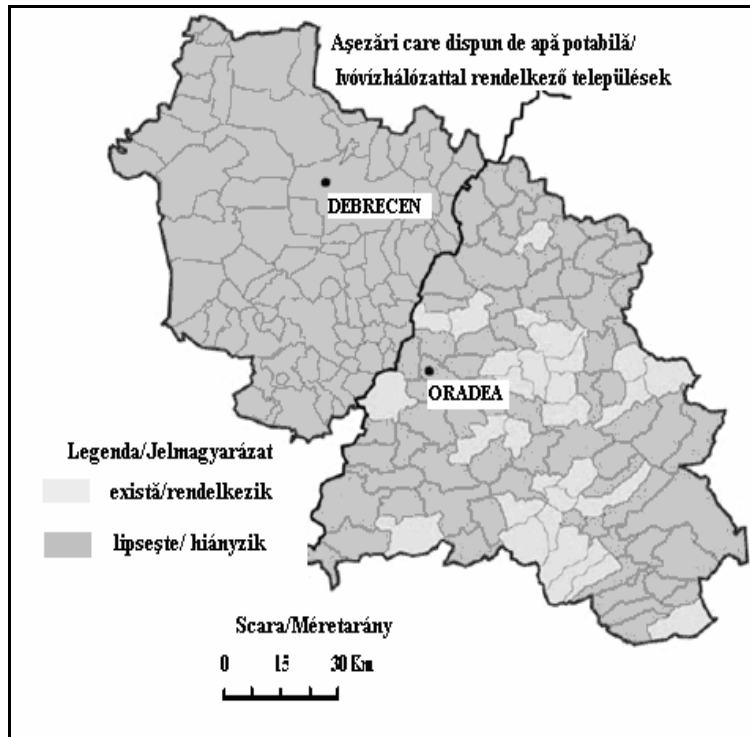 Aşezări care dispun de apă potabilă/
Ivóvízhálózattal rendelkező települések
DEBRECEN
ORADEA
Legenda/Jelmagyarázat
există/rendelkezik
lipseşte/ hiányzik
Scara/Méretarány
0 15 30 Km